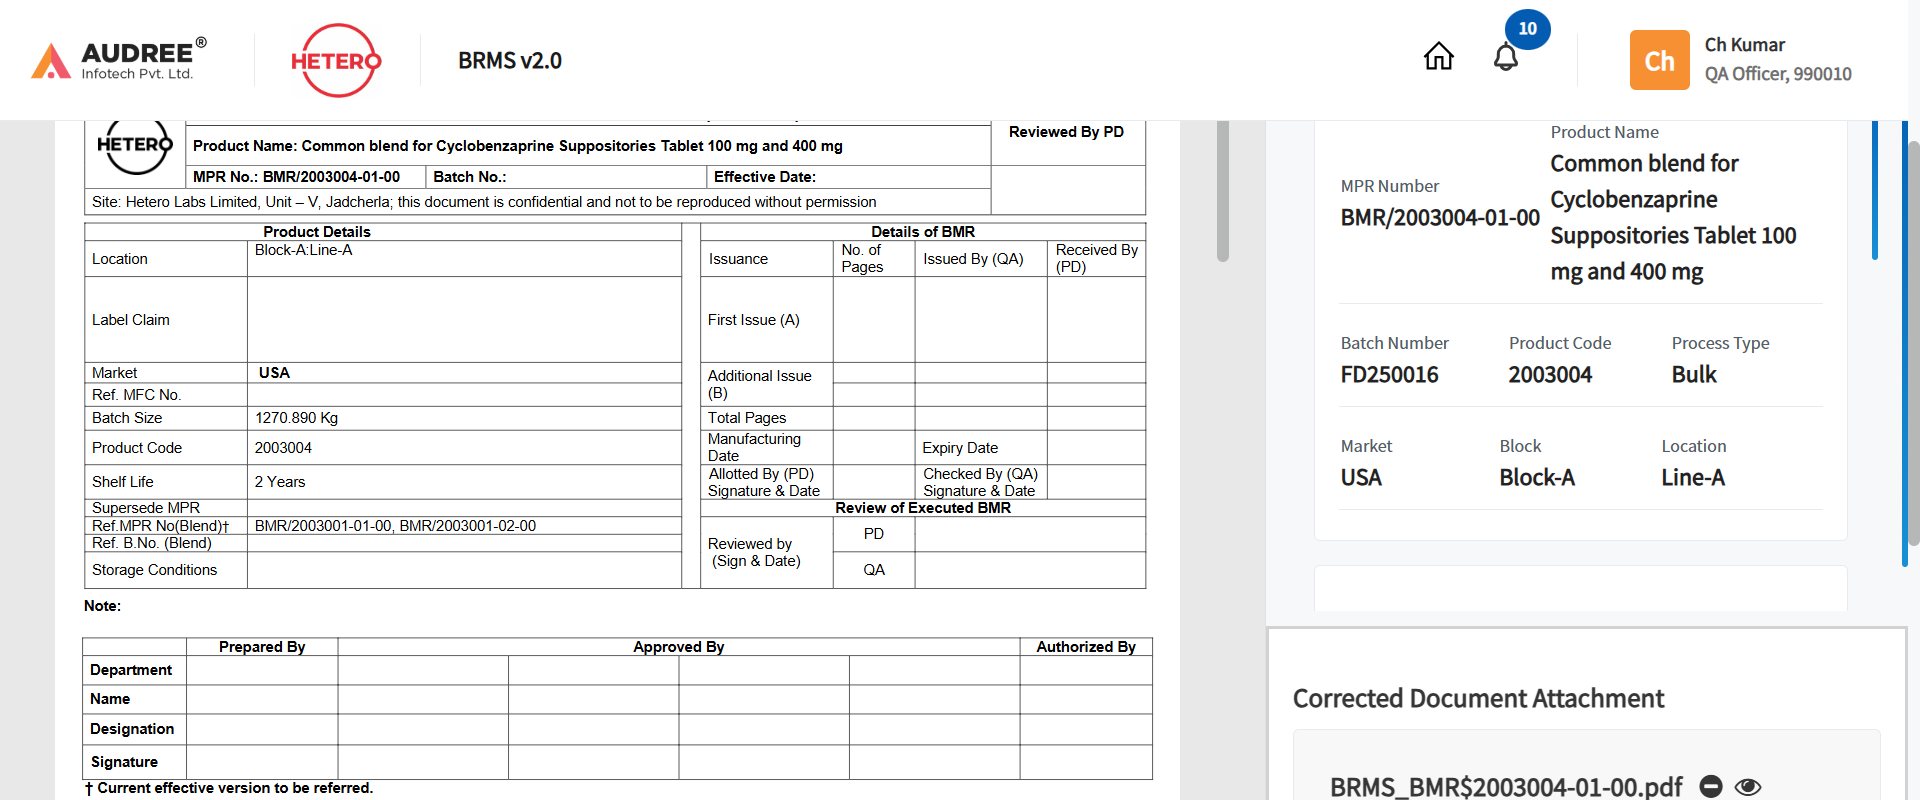 AUDREE®
Infotech Pvt. Ltd.
HETERO
BRMS v2.0
10
Ch
Ch Kumar
QA Officer, 990010
HETERO
Product Name: Common blend for Cyclobenzaprine Suppositories Tablet 100 mg and 400 mg
Reviewed By PD
MPR No.: BMR/2003004-01-00
Batch No.:
Effective Date:
Site: Hetero Labs Limited, Unit – V, Jadcherla; this document is confidential and not to be reproduced without permission
Product Details
Location
Block-A:Line-A
Label Claim
Market
USA
Ref. MFC No.
Batch Size
1270.890 Kg
Product Code
2003004
Shelf Life
2 Years
Supersede MPR
Ref.MPR No(Blend)†
BMR/2003001-01-00, BMR/2003001-02-00
Ref. B.No. (Blend)
Storage Conditions
Details of BMR
Issuance
No. of
Pages
Issued By (QA)
Received By
(PD)
First Issue (A)
Additional Issue
(B)
Total Pages
Manufacturing
Date
Expiry Date
Allotted By (PD)
Signature & Date
Checked By (QA)
Signature & Date
Review of Executed BMR
Reviewed by
(Sign & Date)
PD
QA
Note:
Prepared By
Approved By
Authorized By
Department
Name
Designation
Signature
† Current effective version to be referred.
MPR Number
BMR/2003004-01-00
Product Name
Common blend for
Cyclobenzaprine
Suppositories Tablet 100
mg and 400 mg
Batch Number
FD250016
Product Code
2003004
Process Type
Bulk
Market
USA
Block
Block-A
Location
Line-A
Corrected Document Attachment
BRMS_BMR$2003004-01-00.pdf